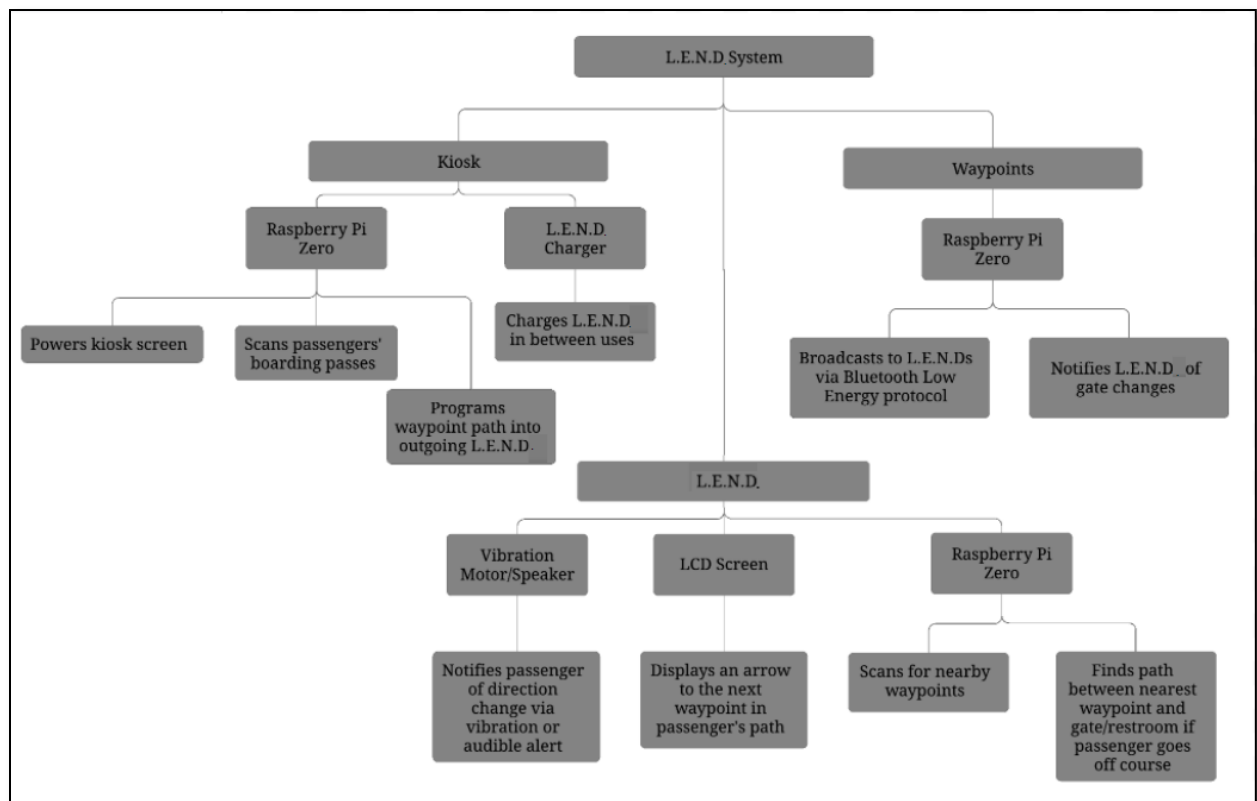 L.E.N.D. System
Kiosk
Waypoints
Raspberry Pi
Zero
L.E.N.D.
Charger
Raspberry Pi
Zero
Powers kiosk screen
Scans passengers'
boarding passes
Programs
waypoint path into
outgoing L.E.N.D.
Charges L.E.N.D.
in between uses
Broadcasts to L.E.N.Ds
via Bluetooth Low
Energy protocol
Notifies L.E.N.D. of
gate changes
L.E.N.D.
Vibration
Motor/Speaker
LCD Screen
Raspberry Pi
Zero
Notifies passenger
of direction
change via
vibration or
audible alert
Displays an arrow
to the next
waypoint in
passenger's path
Scans for nearby
waypoints
Finds path
between nearest
waypoint and
gate/restroom if
passenger goes
off course